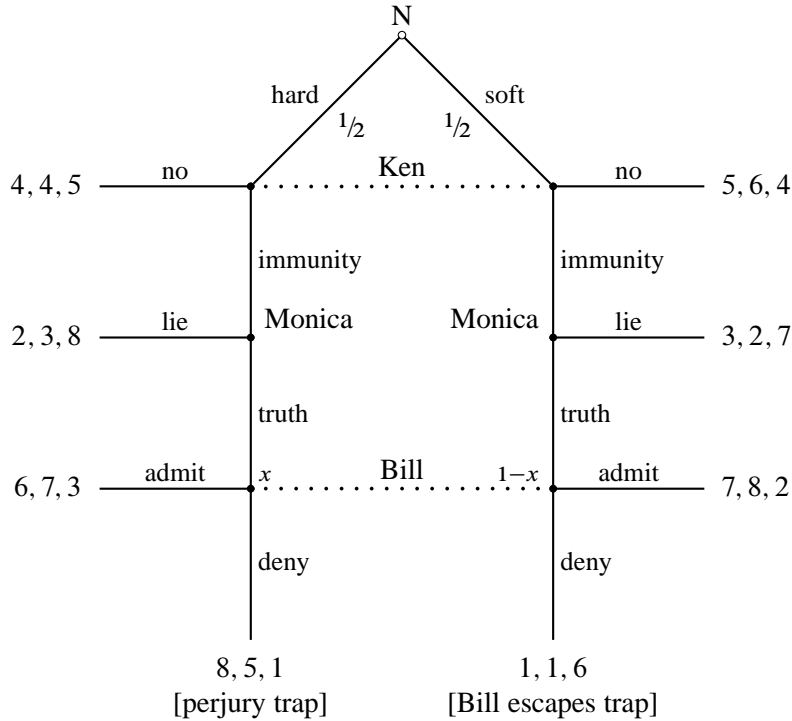 N
hard soft
1/2 1/2
4, 4, 5 no Ken no 5, 6, 4
immunity immunity
2, 3, 8 lie Monica Monica lie 3, 2, 7
truth truth
6, 7, 3 admit x Bill 1−x admit 7, 8, 2
deny deny
8, 5, 1 1, 1, 6
[perjury trap] [Bill escapes trap]